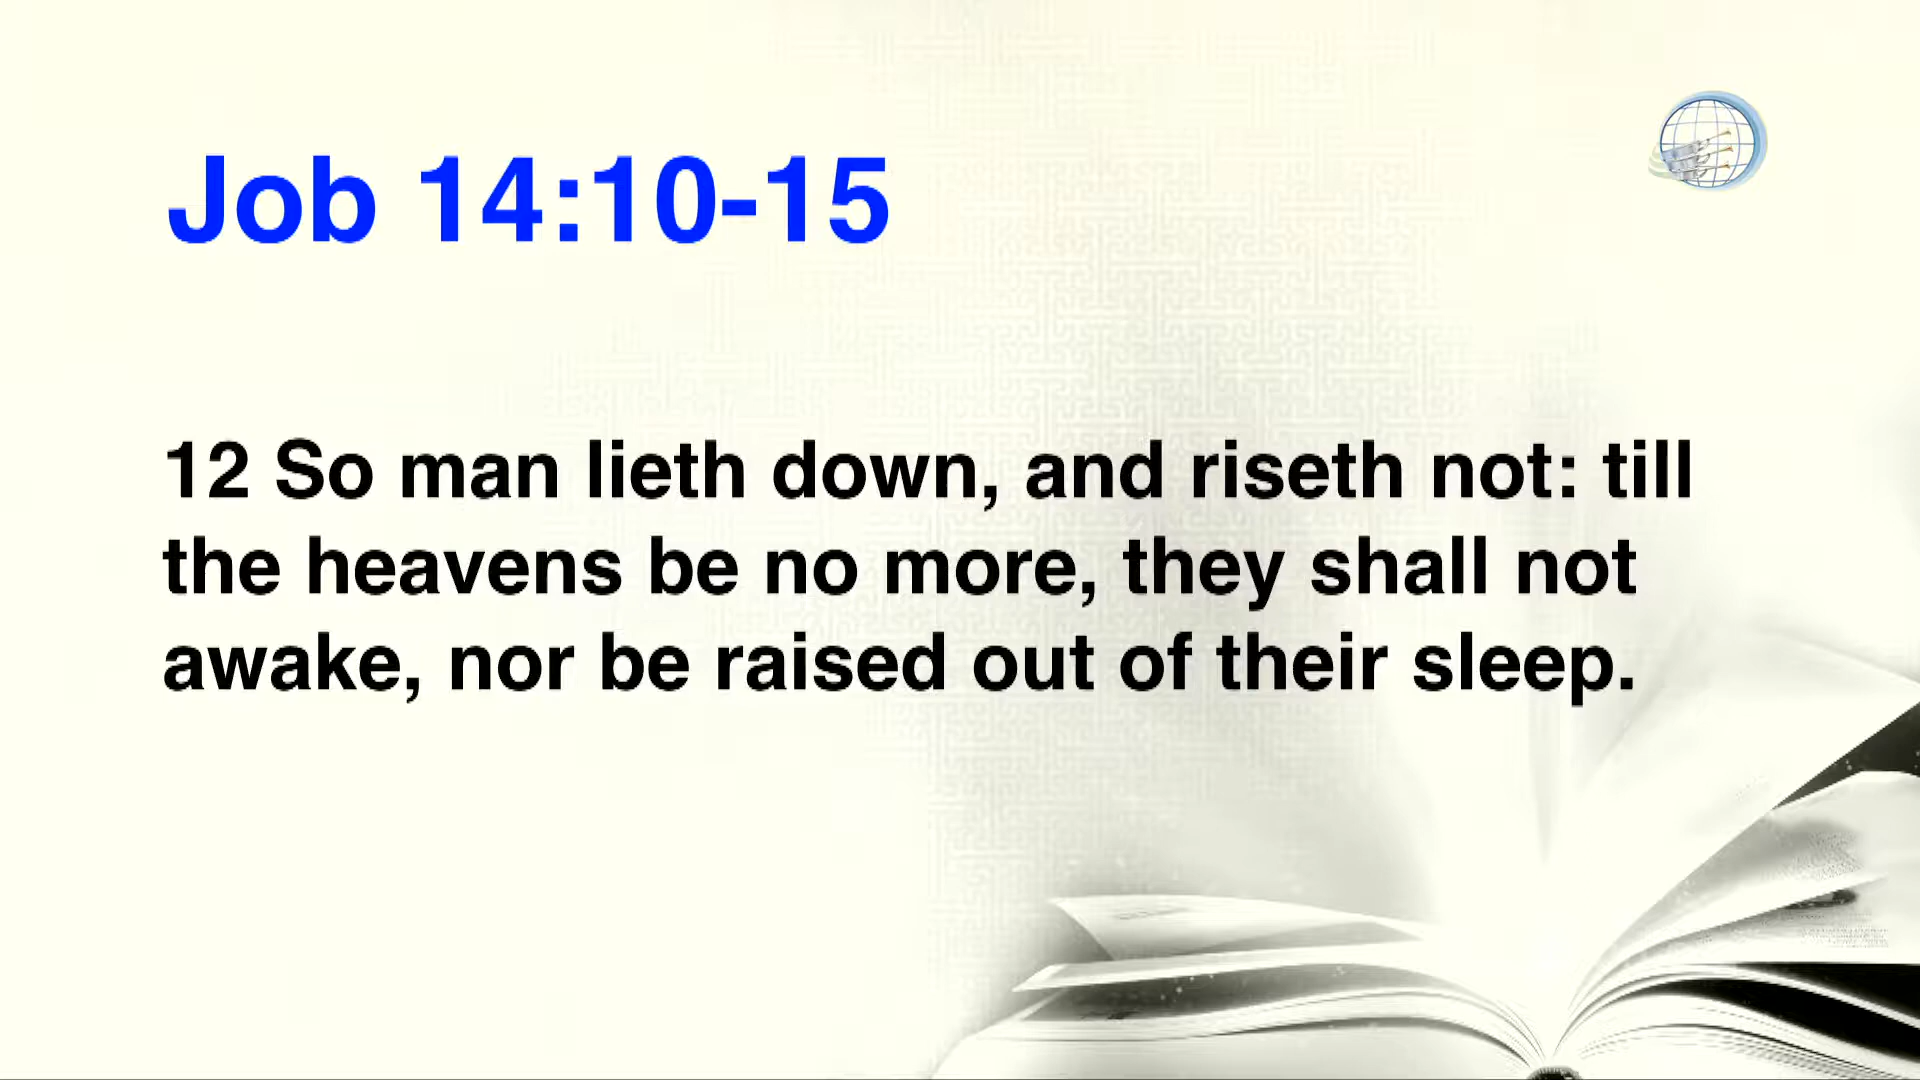 Job 14:10-15
12 So man lieth down, and riseth not: till
the heavens be no more, they shall not
awake, nor be raised out of their sleep.